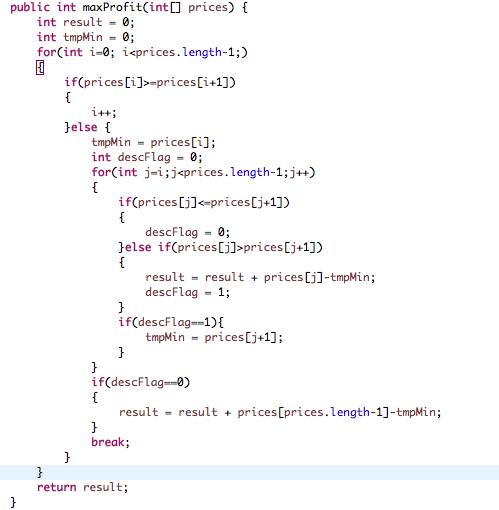 public int maxProfit(int[] prices) {
    int result = 0;
    int tmpMin = 0;
    for(int i=0; i<prices.length-1;)
    {
        if(prices[i]>=prices[i+1])
        {
            i++;
        }else {
            tmpMin = prices[i];
            int descFlag = 0;
            for(int j=i;j<prices.length-1;j++)
            {
                if(prices[j]<=prices[j+1])
                {
                    descFlag = 0;
                }else if(prices[j]>prices[j+1])
                {
                    result = result + prices[j]-tmpMin;
                    descFlag = 1;
                }
                if(descFlag==1){
                    tmpMin = prices[j+1];
                }
            }
            if(descFlag==0)
            {
                result = result + prices[prices.length-1]-tmpMin;
            }
            break;
        }
    }
    return result;
}